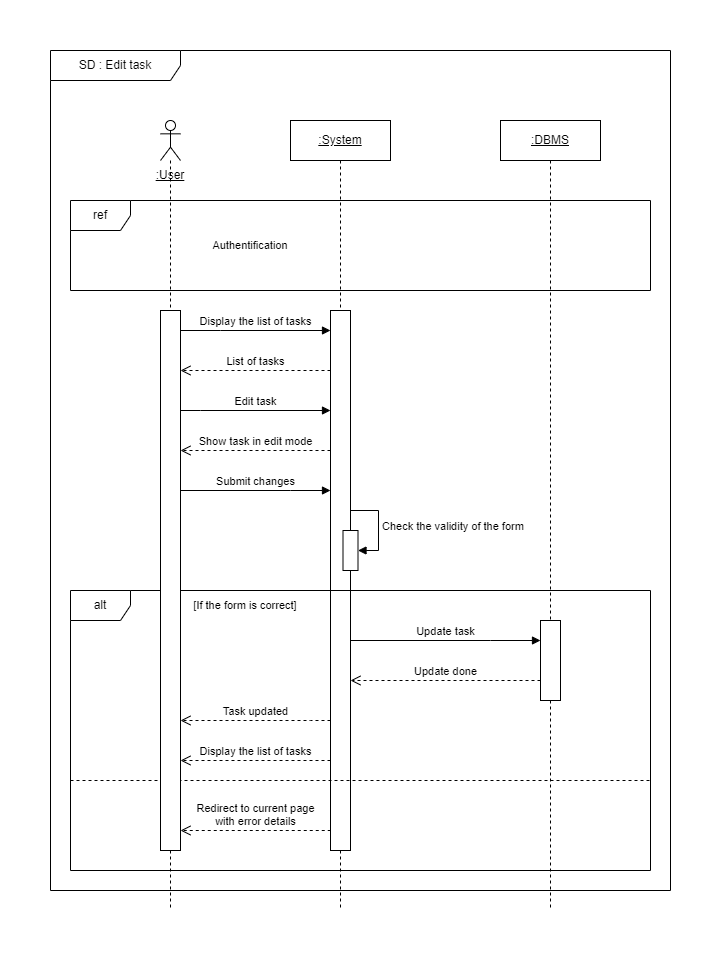 SD : Edit task
:User
:System
:DBMS
ref
Authentification
Display the list of tasks
List of tasks
Edit task
Show task in edit mode
Submit changes
Check the validity of the form
alt
[If the form is correct]
Update task
Update done
Task updated
Display the list of tasks
Redirect to current page
with error details